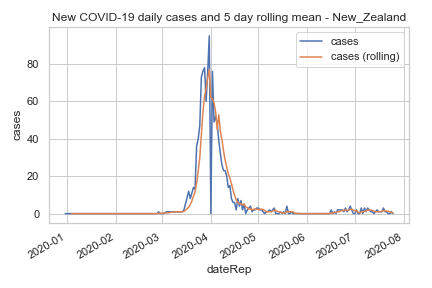 New COVID-19 daily cases and 5 day rolling mean - New_Zealand
cases
cases (rolling)
cases
80
60
40
20
0
2020-01
2020-02
2020-03
2020-04
2020-05
2020-06
2020-07
2020-08
dateRep